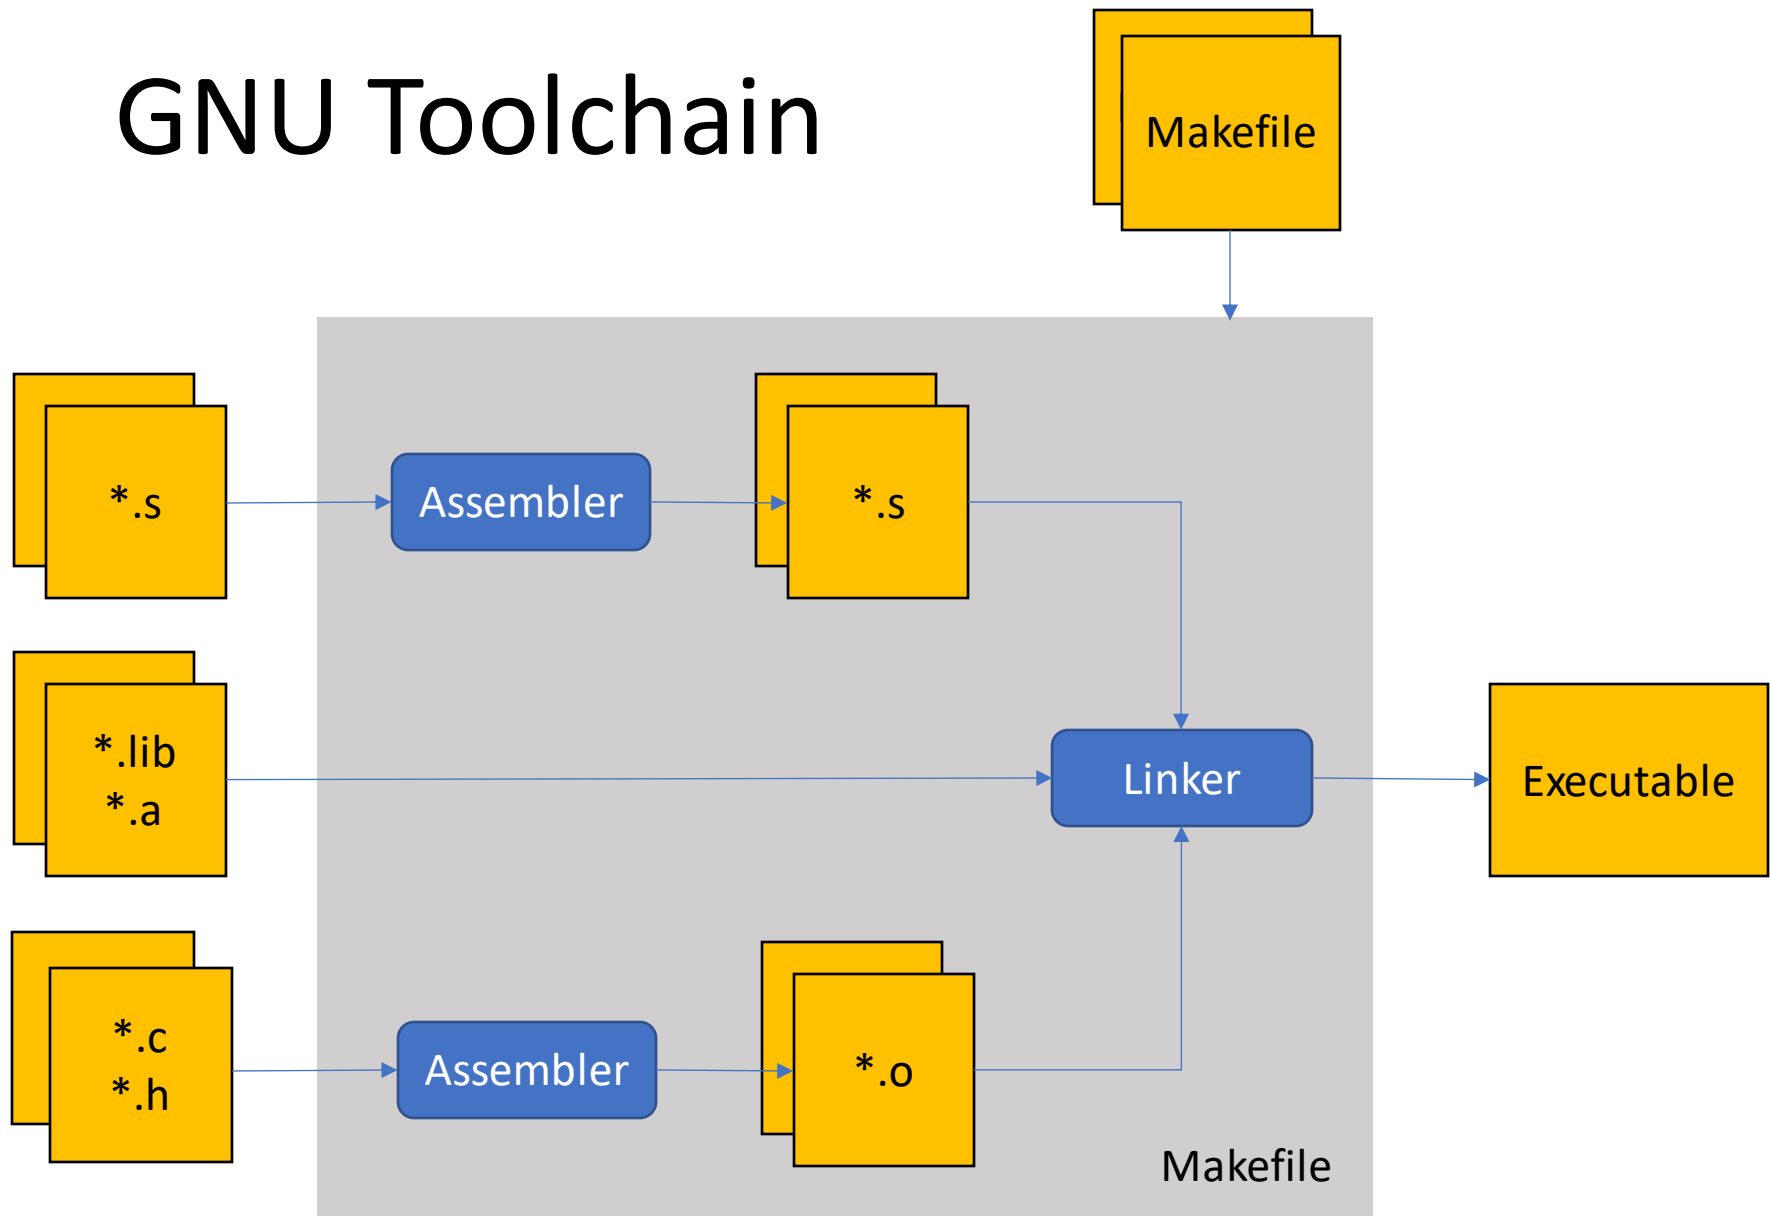 GNU Toolchain
Makefile
*.s
Assembler
*.s
*.lib
*.a
Linker
Executable
*.c
*.h
Assembler
*.o
Makefile